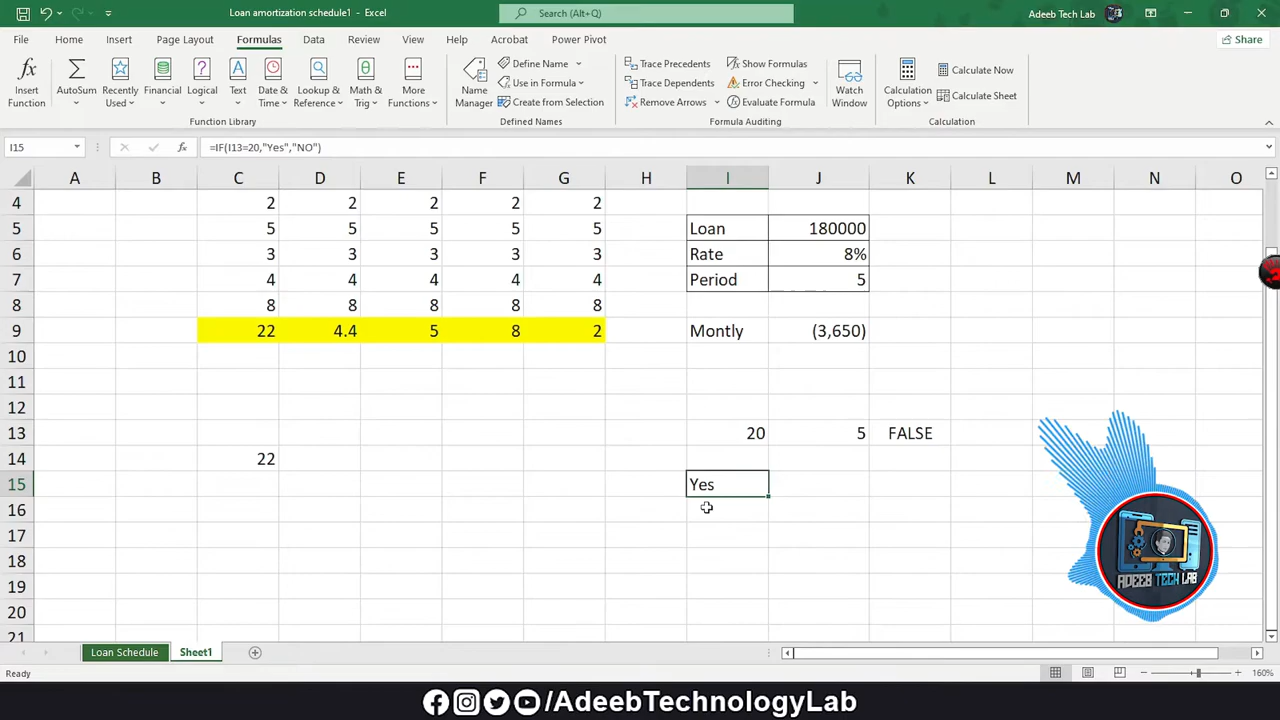 Loan amortization schedule1 - Excel
Search (Alt+Q)
Adeeb Tech Lab
File Home Insert Page Layout Formulas Data Review View Help Acrobat Power Pivot
Share
Insert Function
AutoSum
Recently Used
Financial
Logical
Text
Date & Time
Lookup & Reference
Math & Trig
More Functions
Function Library
Name Manager
Define Name
Use in Formula
Create from Selection
Defined Names
Trace Precedents
Trace Dependents
Remove Arrows
Show Formulas
Error Checking
Evaluate Formula
Formula Auditing
Watch Window
Calculation Options
Calculate Now
Calculate Sheet
Calculation
I15 fx =IF(I13=20,"Yes","NO")
A B C D E F G H I J K L M N O
4 2 2 2 2 2
5 5 5 5 5 5 Loan 180000
6 3 3 3 3 3 Rate 8%
7 4 4 4 4 4 Period 5
8 8 8 8 8 8
9 22 4.4 5 8 2 Montly (3,650)
10
11
12
13 20 5 FALSE
14 22
15 Yes
16
17
18
19
20
21
ADEEB TECH LAB
Loan Schedule Sheet1
Ready
160%
/AdeebTechnologyLab